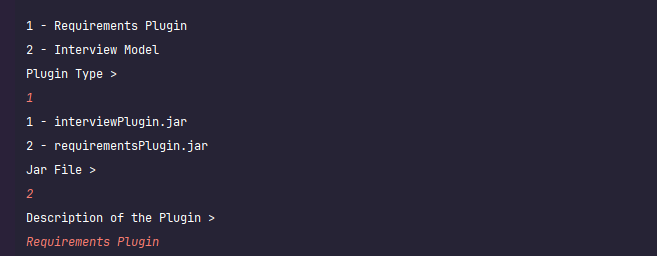 1 - Requirements Plugin
2 - Interview Model
Plugin Type >
1
1 - interviewPlugin.jar
2 - requirementsPlugin.jar
Jar File >
2
Description of the Plugin >
Requirements Plugin